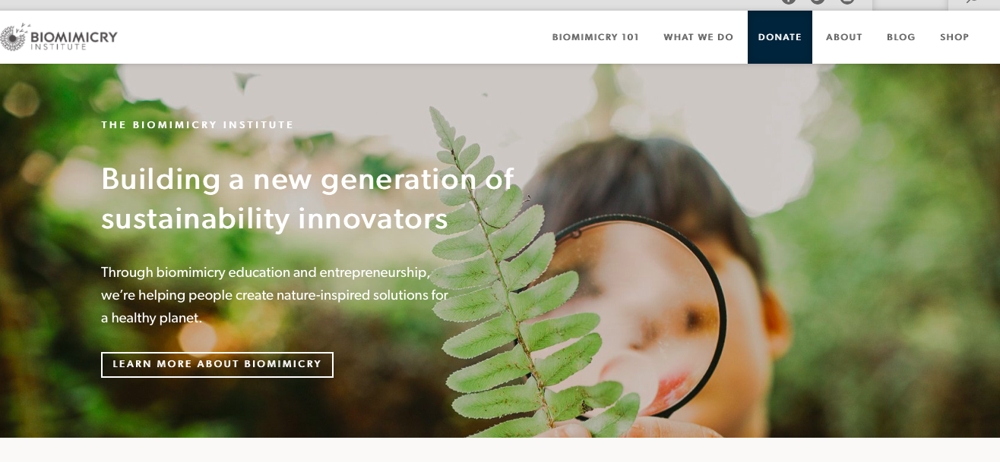 BIOMIMICRY
INSTITUTE
BIOMIMICRY 101
WHAT WE DO
DONATE
ABOUT
BLOG
SHOP
THE BIOMIMICRY INSTITUTE
Building a new generation of
sustainability innovators
Through biomimicry education and entrepreneurship,
we’re helping people create nature-inspired solutions for
a healthy planet.
LEARN MORE ABOUT BIOMIMICRY